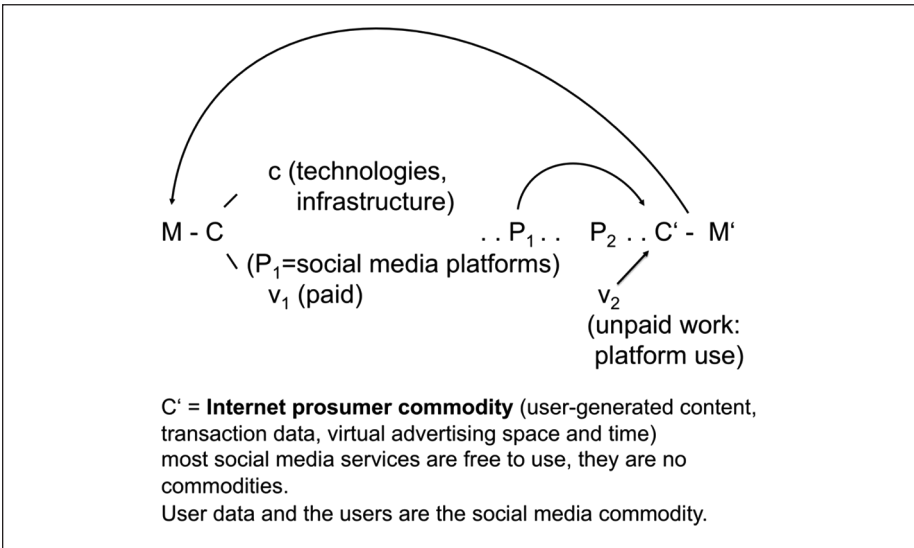 c (technologies,
infrastructure)
M - C . . P₁ . . P₂ . . C‘ - M‘
(P₁=social media platforms)
v₁ (paid) v₂
(unpaid work:
platform use)
C‘ = Internet prosumer commodity (user-generated content,
transaction data, virtual advertising space and time)
most social media services are free to use, they are no
commodities.
User data and the users are the social media commodity.